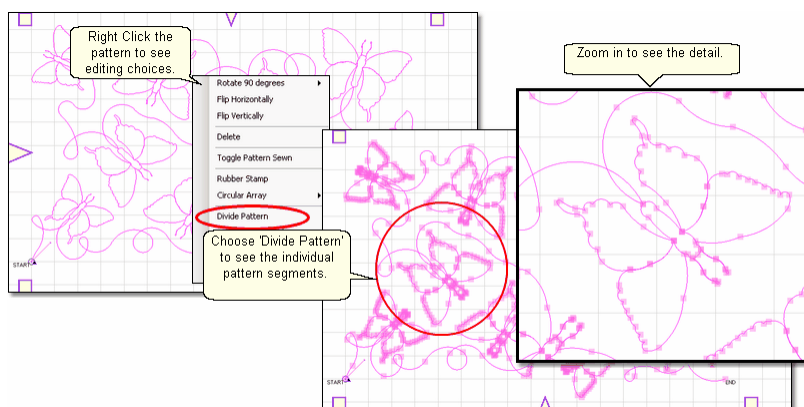 Right Click the
pattern to see
editing choices.
Rotate 90 degrees
Flip Horizontally
Flip Vertically
Delete
Toggle Pattern Sewn
Rubber Stamp
Circular Array
Divide Pattern
START
Choose 'Divide Pattern'
to see the individual
pattern segments.
START
END
Zoom in to see the detail.